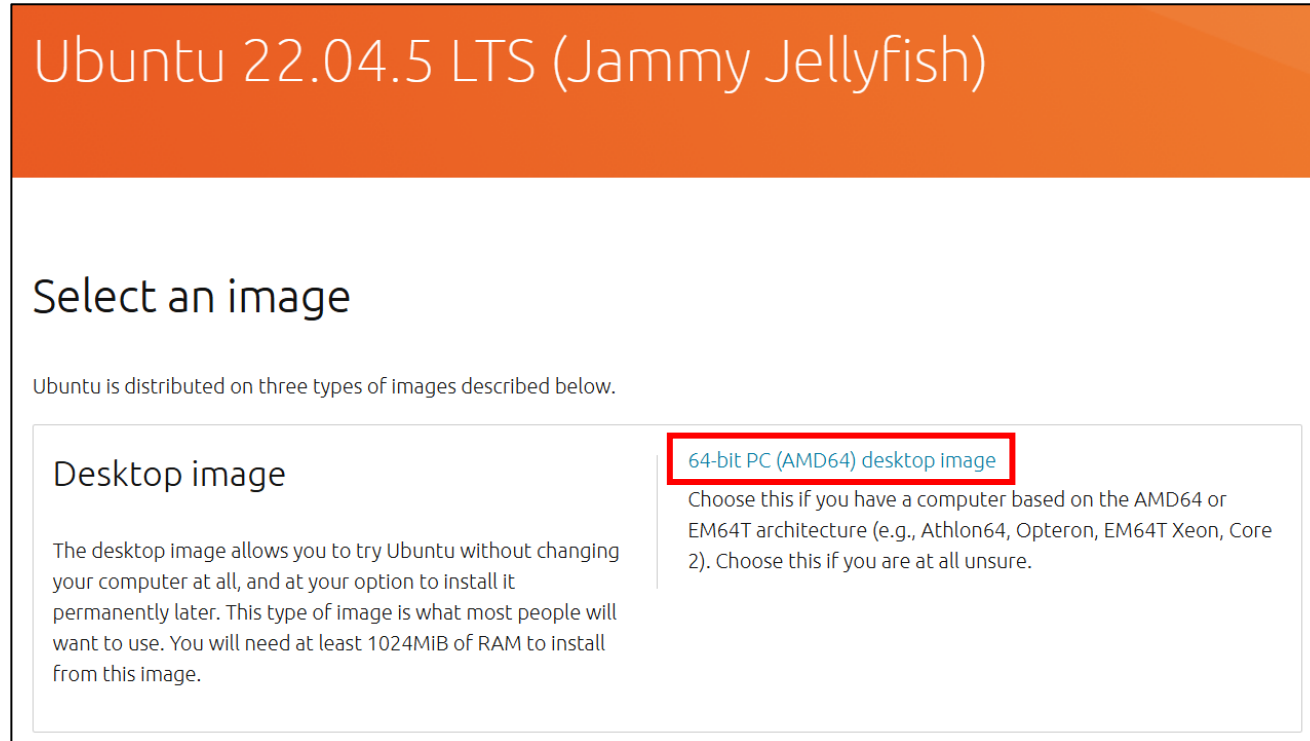 Ubuntu 22.04.5 LTS (Jammy Jellyfish)
Select an image
Ubuntu is distributed on three types of images described below.
Desktop image
The desktop image allows you to try Ubuntu without changing
your computer at all, and at your option to install it
permanently later. This type of image is what most people will
want to use. You will need at least 1024MiB of RAM to install
from this image.
64-bit PC (AMD64) desktop image
Choose this if you have a computer based on the AMD64 or
EM64T architecture (e.g., Athlon64, Opteron, EM64T Xeon, Core
2). Choose this if you are at all unsure.